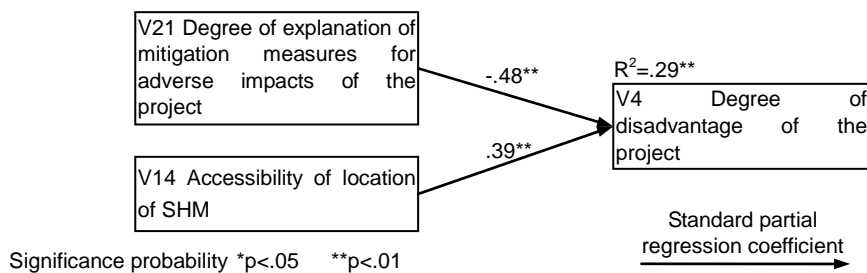 V21 Degree of explanation of
mitigation measures for
adverse impacts of the
project
-.48**
R²=.29**
V4 Degree of
disadvantage of the
project
.39**
V14 Accessibility of location
of SHM
Standard partial
regression coefficient
Significance probability *p<.05 **p<.01